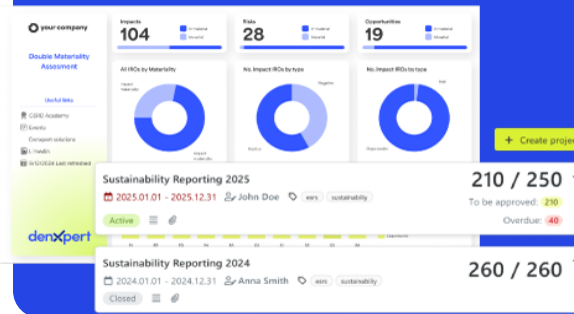 your company
Double Materiality
Assesment
Useful links
CSRD Academy
Events
Denxpert solutions
LinkedIn
denxpert
Impacts
104
Risks
28
Opportunities
19
All IROs by Materiality
No. Impact IROs by type
No. Impact IROs by type
+ Create projec
Sustainability Reporting 2025
2025.01.01 - 2025.12.31 John Doe esrs sustainability
Active
210 / 250
To be approved: 210
Overdue: 40
Sustainability Reporting 2024
2024.01.01 - 2024.12.31 Anna Smith esrs sustainability
Closed
260 / 260